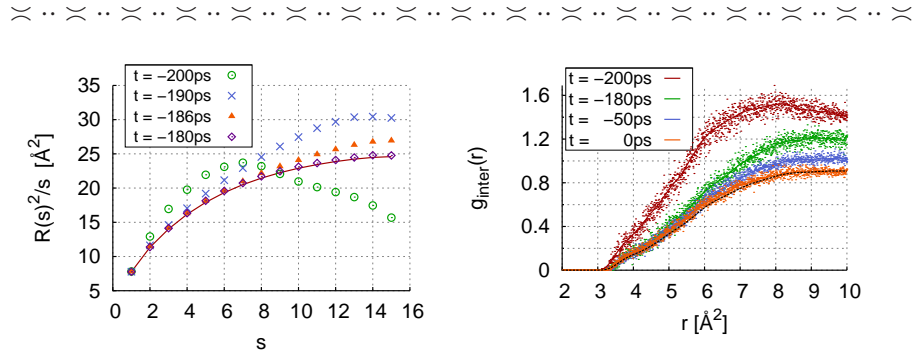 t = −200ps
t = −190ps
t = −186ps
t = −180ps
R(s)²/s [Å²]
35
30
25
20
15
10
5
0 2 4 6 8 10 12 14 16
s
t = −200ps
t = −180ps
t = −50ps
t = 0ps
g_inter(r)
1.6
1.2
0.8
0.4
0
2 3 4 5 6 7 8 9 10
r [Å²]